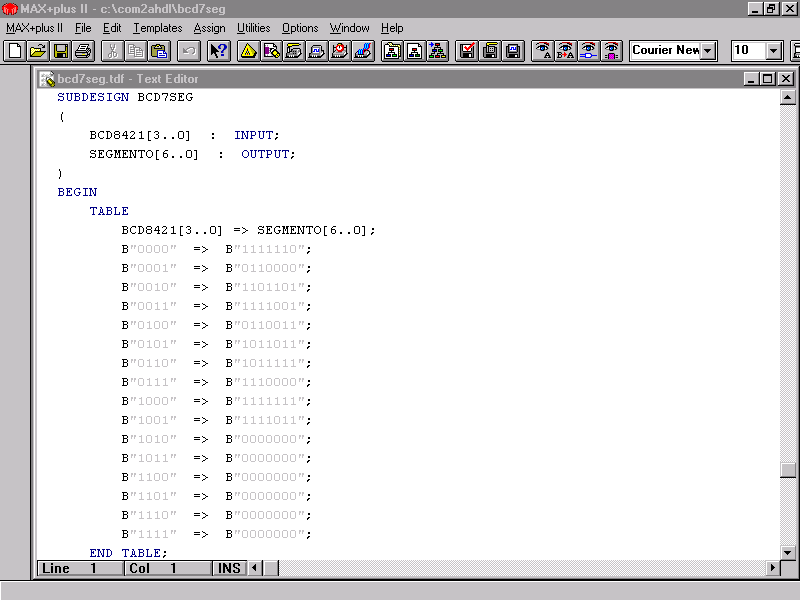 MAX+plus II - c:\com2ahdl\bcd7seg
MAX+plus II File Edit Templates Assign Utilities Options Window Help
Courier New 10
bcd7seg.tdf - Text Editor
SUBDESIGN BCD7SEG
(
BCD8421[3..0] : INPUT;
SEGMENTO[6..0] : OUTPUT;
)
BEGIN
TABLE
BCD8421[3..0] => SEGMENTO[6..0];
B"0000" => B"1111110";
B"0001" => B"0110000";
B"0010" => B"1101101";
B"0011" => B"1111001";
B"0100" => B"0110011";
B"0101" => B"1011011";
B"0110" => B"1011111";
B"0111" => B"1110000";
B"1000" => B"1111111";
B"1001" => B"1111011";
B"1010" => B"0000000";
B"1011" => B"0000000";
B"1100" => B"0000000";
B"1101" => B"0000000";
B"1110" => B"0000000";
B"1111" => B"0000000";
END TABLE;
Line 1 Col 1 INS